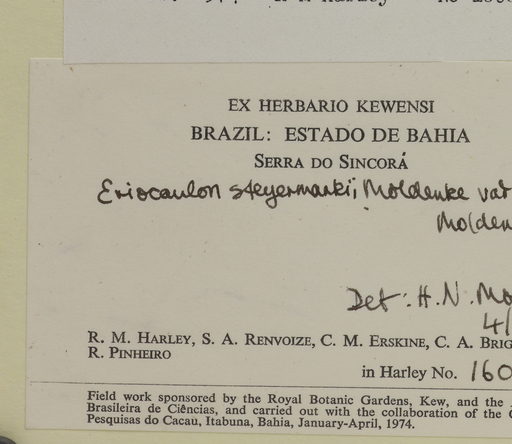 EX HERBARIO KEWENSI
BRAZIL: ESTADO DE BAHIA
SERRA DO SINCORÁ
Eriocaulon steyermarkii Moldenke var
Molden
Det: H. N. Mo
4/
R. M. HARLEY, S. A. RENVOIZE, C. M. ERSKINE, C. A. BRIG
R. PINHEIRO
in Harley No. 160
Field work sponsored by the Royal Botanic Gardens, Kew, and the
Brasileira de Ciências, and carried out with the collaboration of the
Pesquisas do Cacau, Itabuna, Bahia, January-April, 1974.